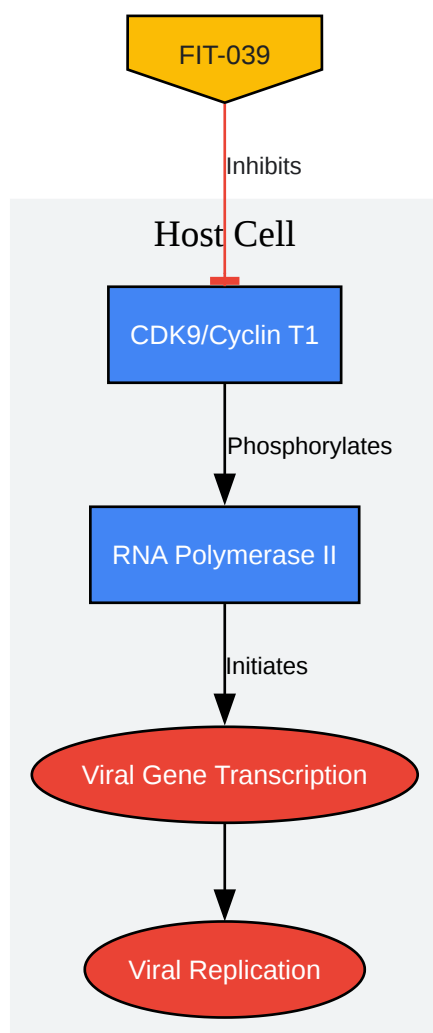 FIT-039
Inhibits
Host Cell
CDK9/Cyclin T1
Phosphorylates
RNA Polymerase II
Initiates
Viral Gene Transcription
Viral Replication